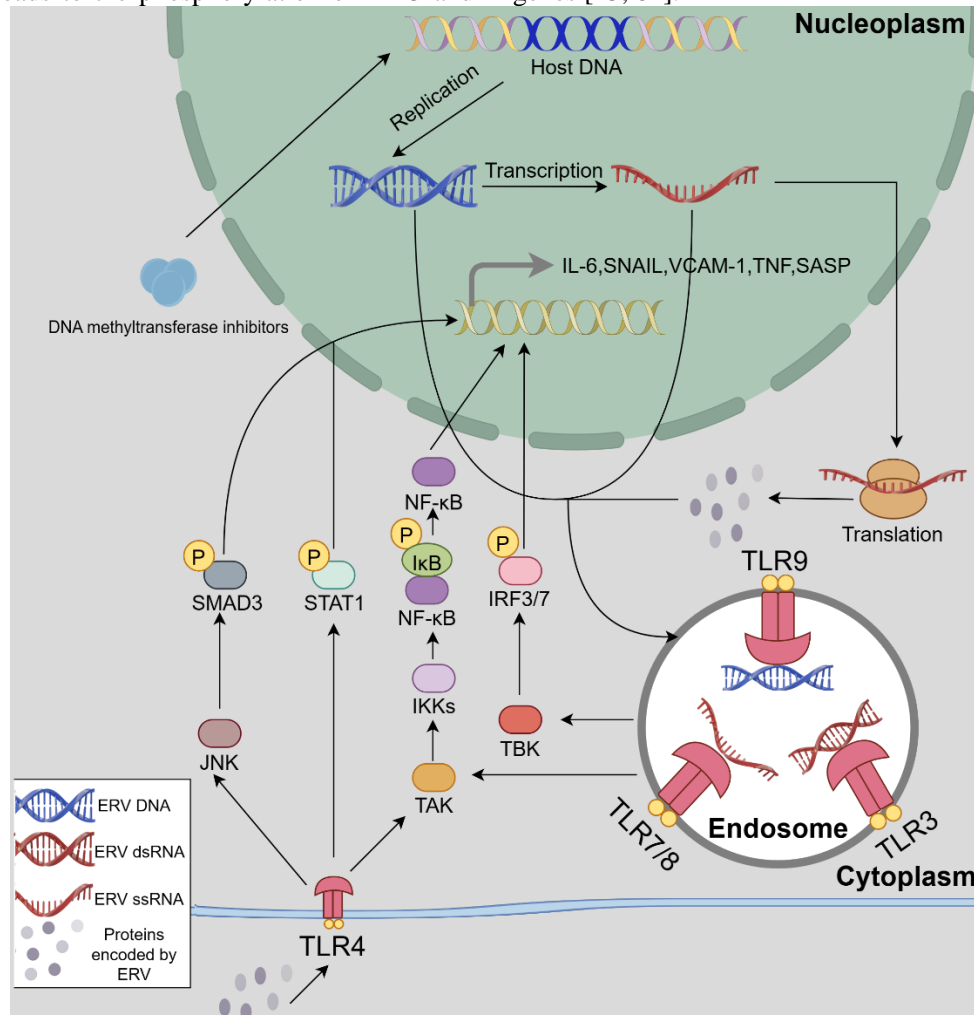 Nucleoplasm
Host DNA
Replication
Transcription
IL-6,SNAIL,VCAM-1,TNF,SASP
DNA methyltransferase inhibitors
NF-κB
Translation
P
P
P
P
IκB
TLR9
SMAD3
STAT1
NF-κB
IRF3/7
IKKs
JNK
TBK
TAK
TLR7/8
TLR3
Endosome
Cytoplasm
ERV DNA
ERV dsRNA
ERV ssRNA
Proteins
encoded by
ERV
TLR4